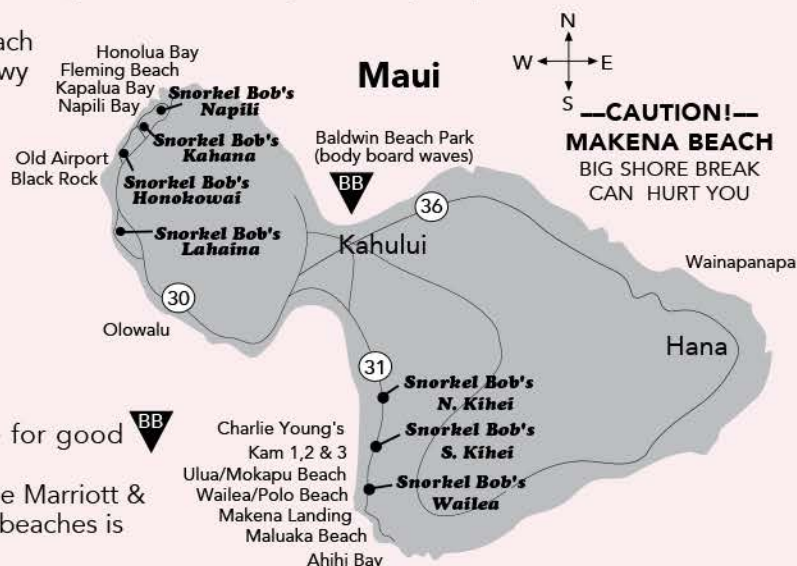 ach
wy
Maui
N
W
E
S
Honolua Bay
Fleming Beach
Kapalua Bay
Napili Bay
Snorkel Bob's
Napili
Snorkel Bob's
Kahana
Old Airport
Black Rock
Snorkel Bob's
Honokowai
Snorkel Bob's
Lahaina
Baldwin Beach Park
(body board waves)
BB
--CAUTION!--
MAKENA BEACH
BIG SHORE BREAK
CAN HURT YOU
36
Kahului
Wainapanapa
30
Olowalu
Hana
31
Snorkel Bob's
N. Kihei
Snorkel Bob's
S. Kihei
Snorkel Bob's
Wailea
Charlie Young's
Kam 1,2 & 3
Ulua/Mokapu Beach
Wailea/Polo Beach
Makena Landing
Maluaka Beach
Ahihi Bay
for good
BB
e Marriott &
beaches is